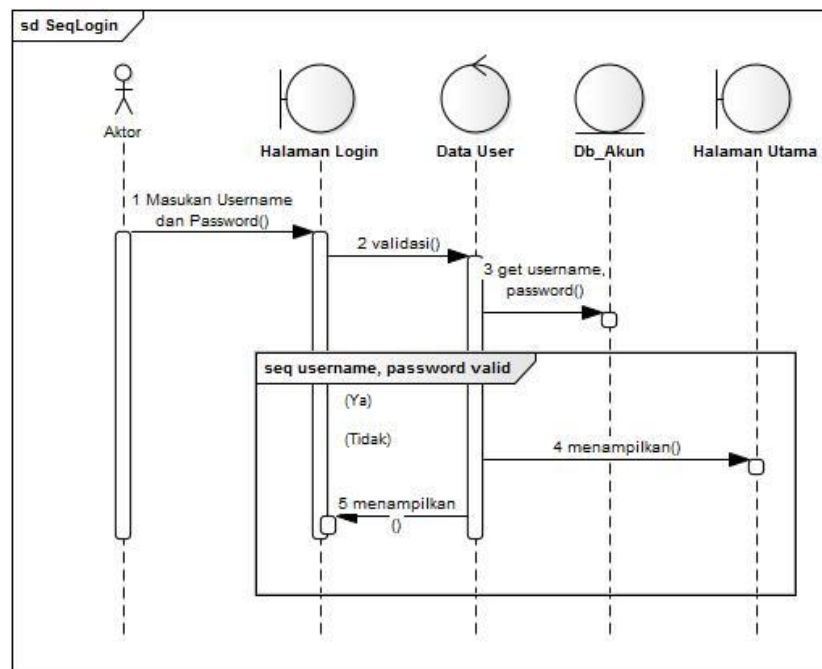 sd SeqLogin
Aktor
Halaman Login
Data User
Db_Akun
Halaman Utama
1 Masukan Username
dan Password()
2 validasi()
3 get username,
password()
seq username, password valid
(Ya)
(Tidak)
4 menampilkan()
5 menampilkan
()